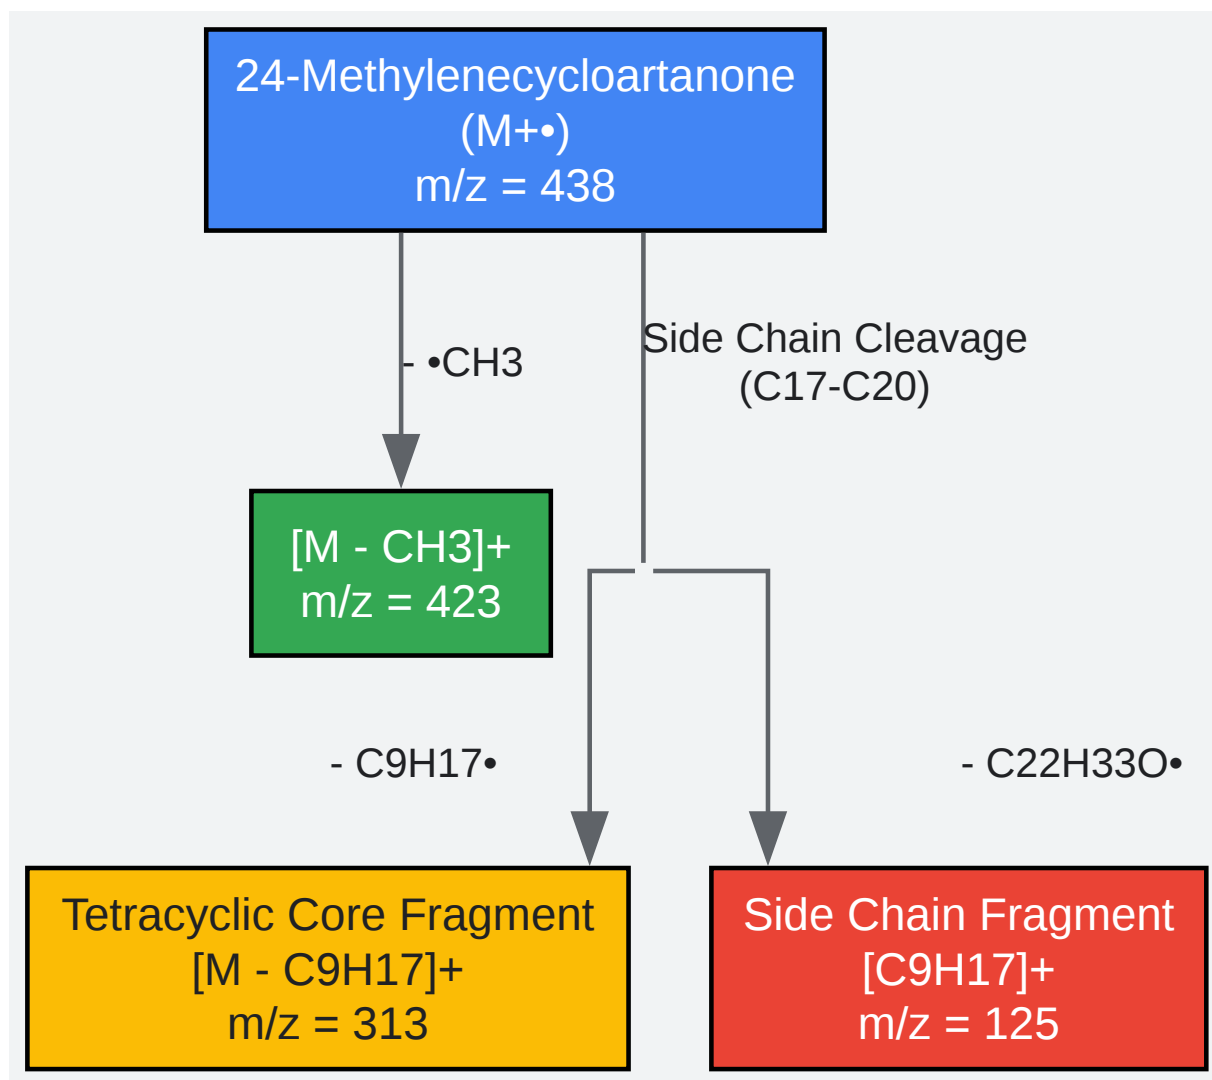 24-Methylenecycloartanone
(M+•)
m/z = 438
- •CH3
Side Chain Cleavage
(C17-C20)
[M - CH3]+
m/z = 423
- C9H17•
- C22H33O•
Tetracyclic Core Fragment
[M - C9H17]+
m/z = 313
Side Chain Fragment
[C9H17]+
m/z = 125